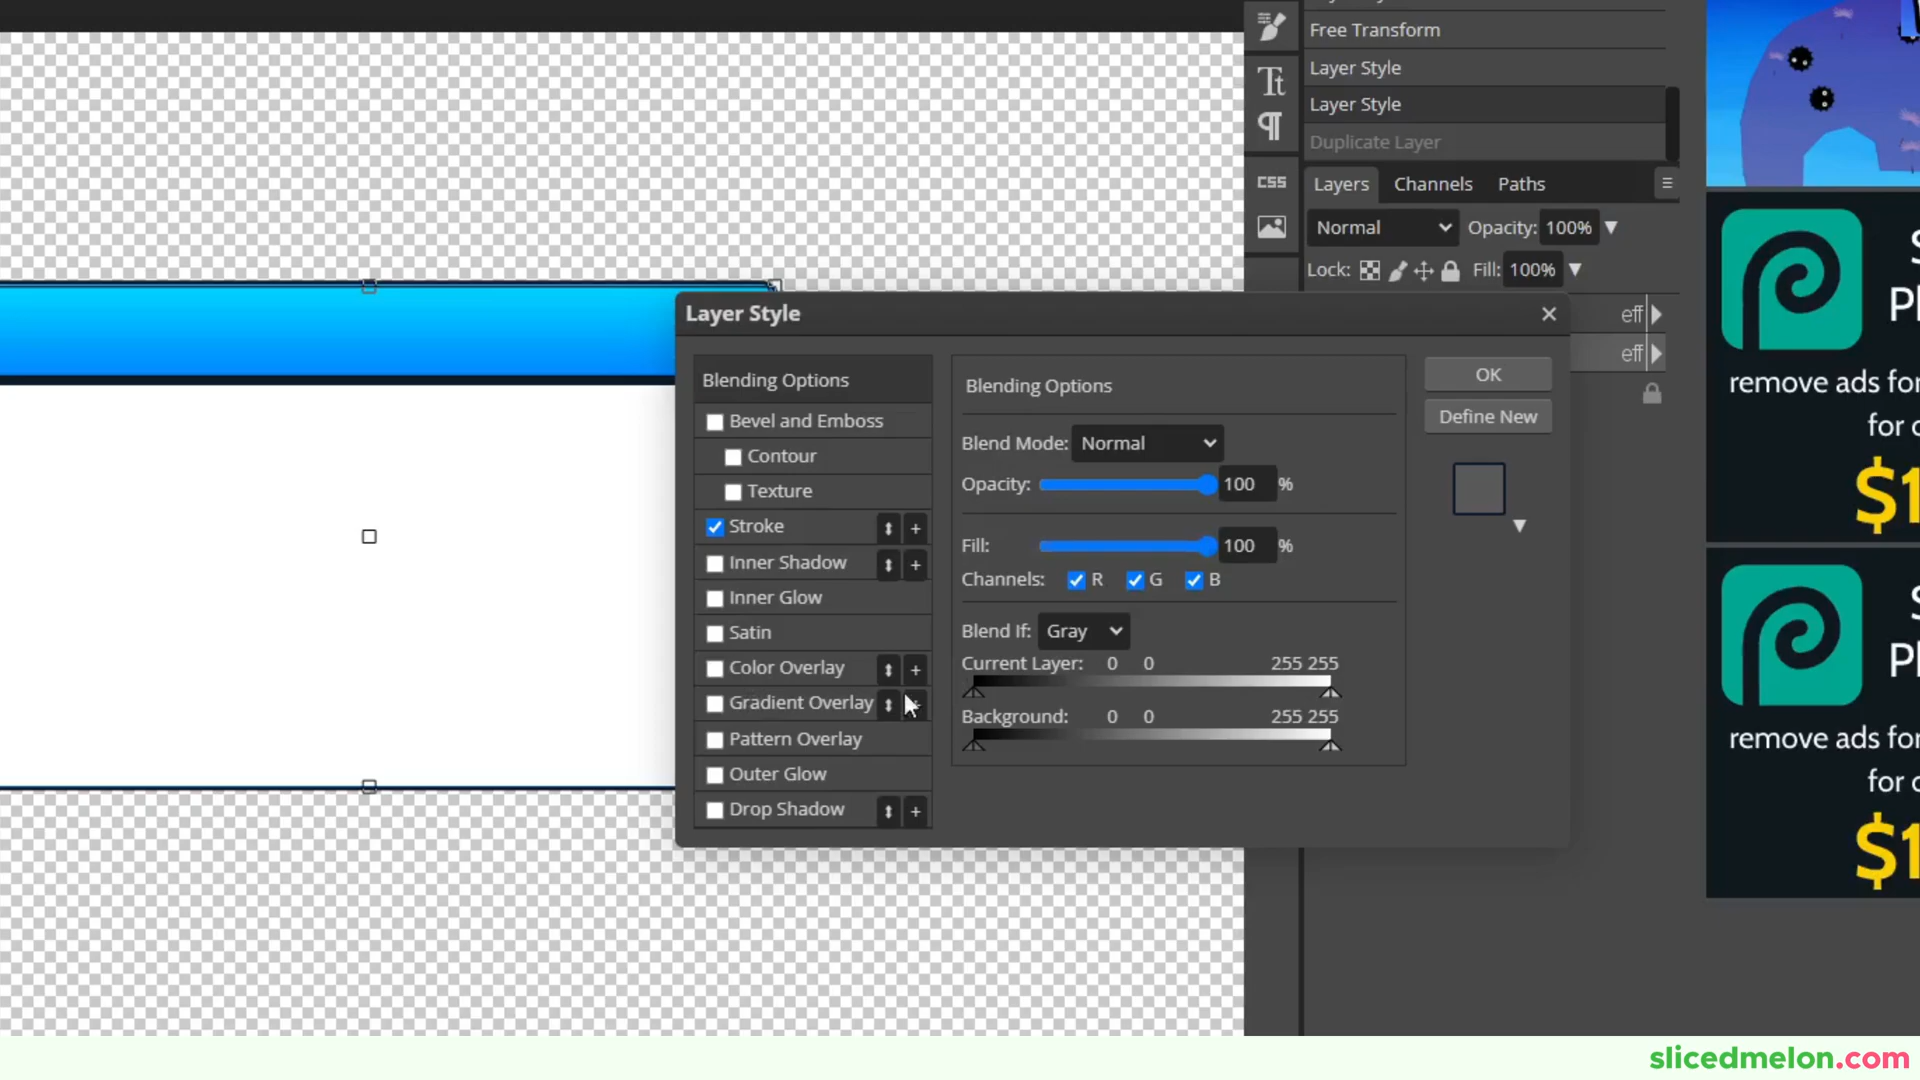 Free Transform
Layer Style
Layer Style
Duplicate Layer
Tt
¶
CSS
Layers Channels Paths
Normal Opacity: 100%
Lock: Fill: 100%
eff
eff
Layer Style
Blending Options
Bevel and Emboss
Contour
Texture
Stroke
Inner Shadow
Inner Glow
Satin
Color Overlay
Gradient Overlay
Pattern Overlay
Outer Glow
Drop Shadow
Blending Options
Blend Mode: Normal
Opacity: 100 %
Fill: 100 %
Channels: R G B
Blend If: Gray
Current Layer: 0 0 255 255
Background: 0 0 255 255
OK
Define New
remove ads for
$1
remove ads for
$1
slicedmelon.com